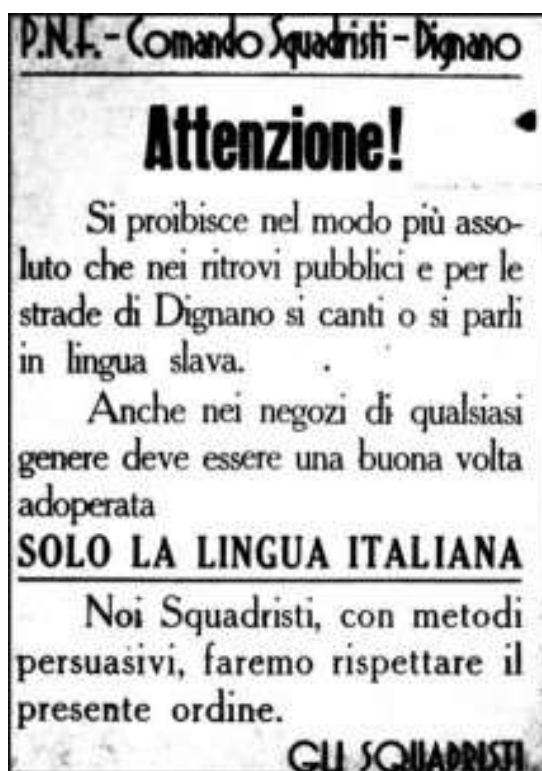 P.N.F. - Comando Squadristi - Dignano
Attenzione!
Si proibisce nel modo più asso-
luto che nei ritrovi pubblici e per le
strade di Dignano si canti o si parli
in lingua slava.
Anche nei negozi di qualsiasi
genere deve essere una buona volta
adoperata
SOLO LA LINGUA ITALIANA
Noi Squadristi, con metodi
persuasivi, faremo rispettare il
presente ordine.
GLI SQUADRISTI